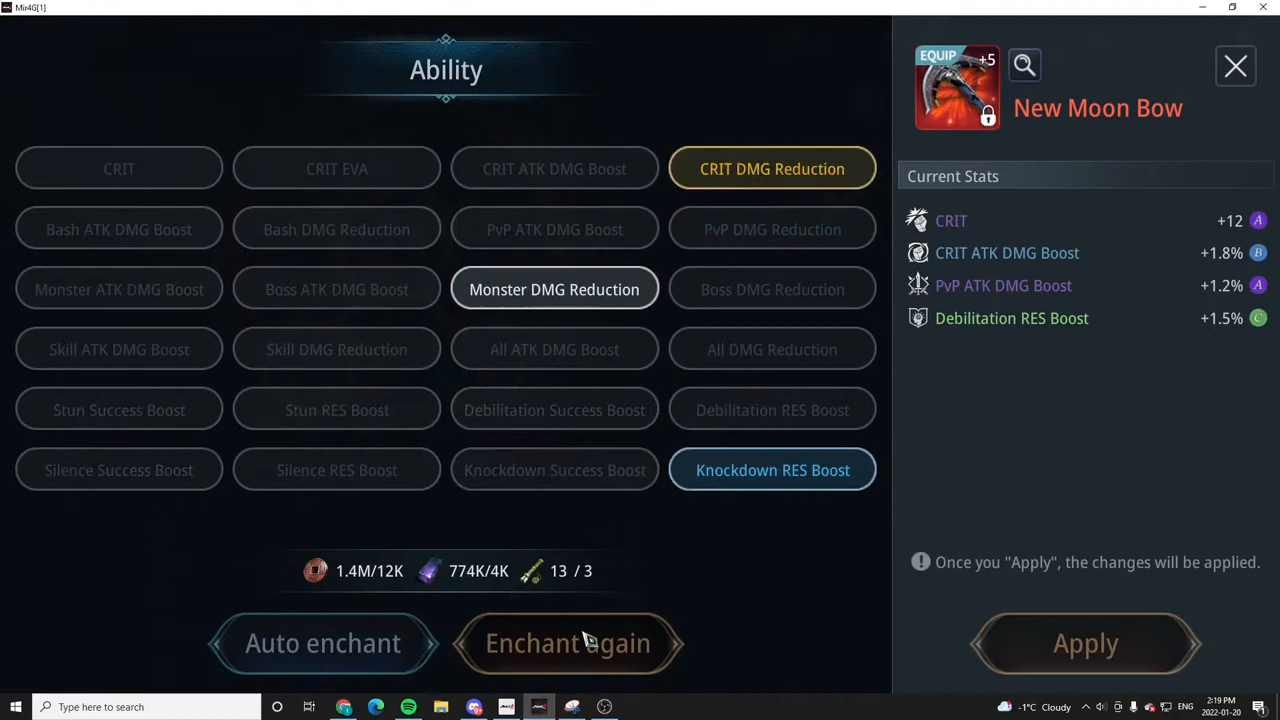 Mir4G[1]
Ability
EQUIP
+5
New Moon Bow
CRIT
CRIT EVA
CRIT ATK DMG Boost
CRIT DMG Reduction
Bash ATK DMG Boost
Bash DMG Reduction
PvP ATK DMG Boost
PvP DMG Reduction
Monster ATK DMG Boost
Boss ATK DMG Boost
Monster DMG Reduction
Boss DMG Reduction
Skill ATK DMG Boost
Skill DMG Reduction
All ATK DMG Boost
All DMG Reduction
Stun Success Boost
Stun RES Boost
Debilitation Success Boost
Debilitation RES Boost
Silence Success Boost
Silence RES Boost
Knockdown Success Boost
Knockdown RES Boost
1.4M/12K
774K/4K
13 / 3
Auto enchant
Enchant again
Current Stats
CRIT +12 A
CRIT ATK DMG Boost +1.8% B
PvP ATK DMG Boost +1.2% A
Debilitation RES Boost +1.5% C
Once you "Apply", the changes will be applied.
Apply
Type here to search
-1°C Cloudy
ENG
2:19 PM
2022-01-20